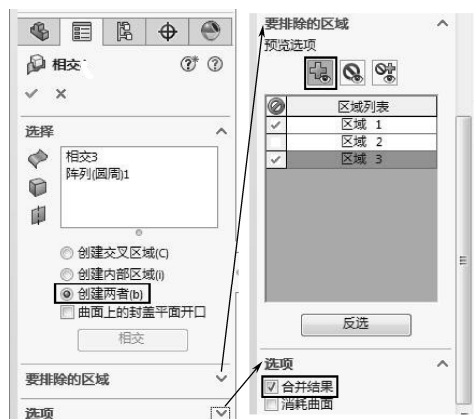 相交
选择
相交3
阵列(圆周)1
创建交叉区域(C)
创建内部区域(i)
创建两者(b)
曲面上的封盖平面开口
相交
要排除的区域
选项
要排除的区域
预览选项
区域列表
区域 1
区域 2
区域 3
反选
选项
合并结果
消耗曲面